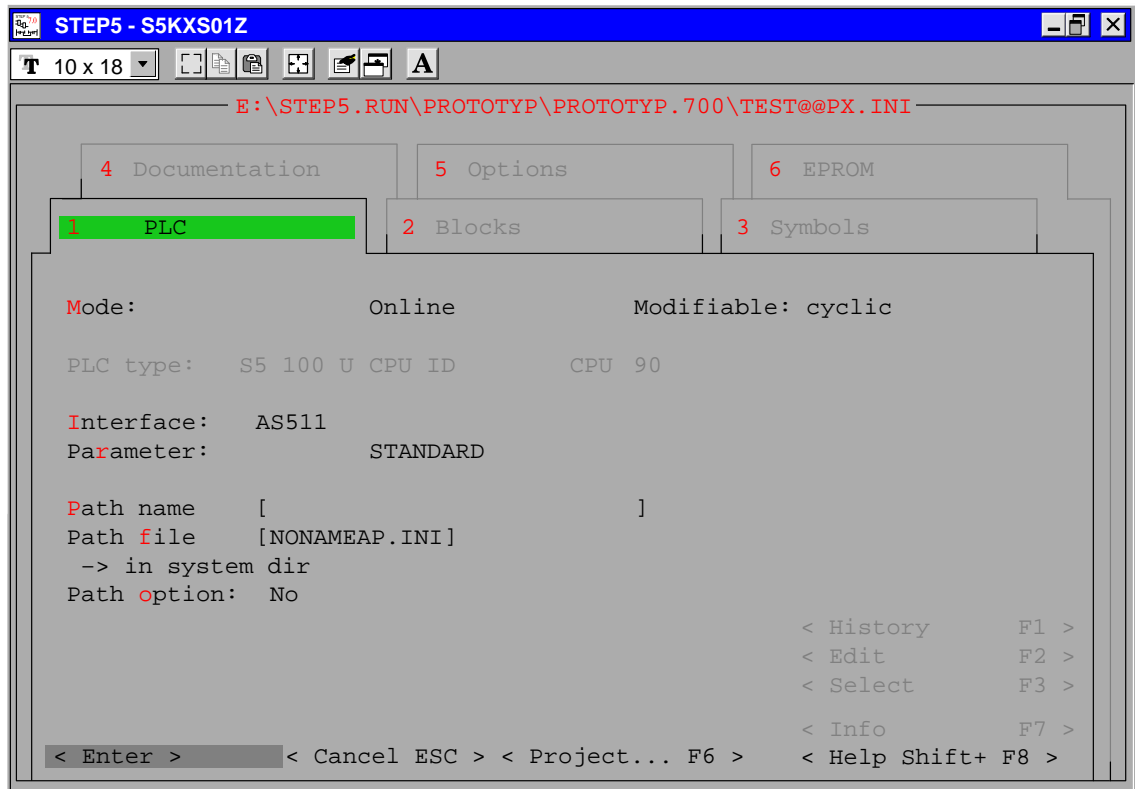 STEP5 - S5KXS01Z
T 10 x 18 A
E:\STEP5.RUN\PROTOTYP\PROTOTYP.700\TEST@@PX.INI
4 Documentation 5 Options 6 EPROM
1 PLC 2 Blocks 3 Symbols
Mode: Online Modifiable: cyclic
PLC type: S5 100 U CPU ID CPU 90
Interface: AS511
Parameter: STANDARD
Path name [ ]
Path file [NONAMEAP.INI]
-> in system dir
Path option: No
< History F1 >
< Edit F2 >
< Select F3 >
< Info F7 >
< Enter > < Cancel ESC > < Project... F6 > < Help Shift+ F8 >